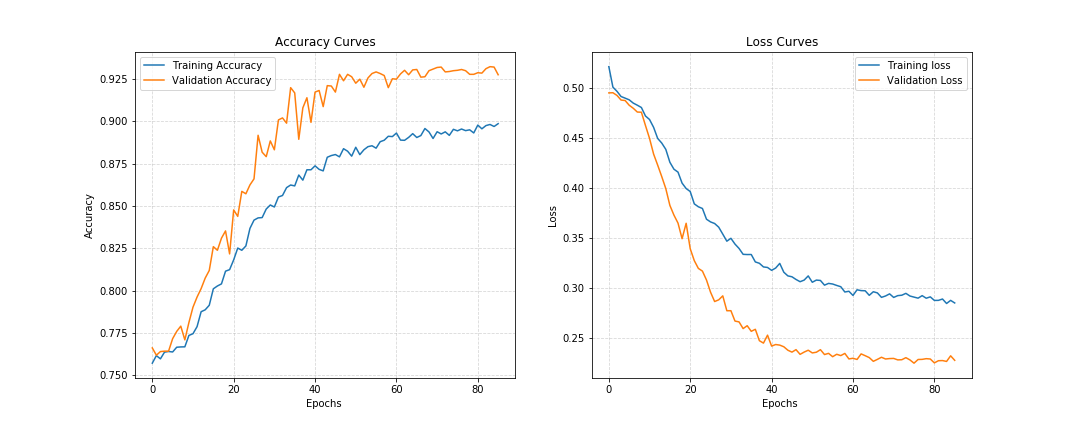 Accuracy Curves
Training Accuracy
Validation Accuracy
0.925
0.900
0.875
0.850
0.825
0.800
0.775
0.750
Accuracy
0 20 40 60 80
Epochs
Loss Curves
Training loss
Validation Loss
0.50
0.45
0.40
0.35
0.30
0.25
Loss
0 20 40 60 80
Epochs